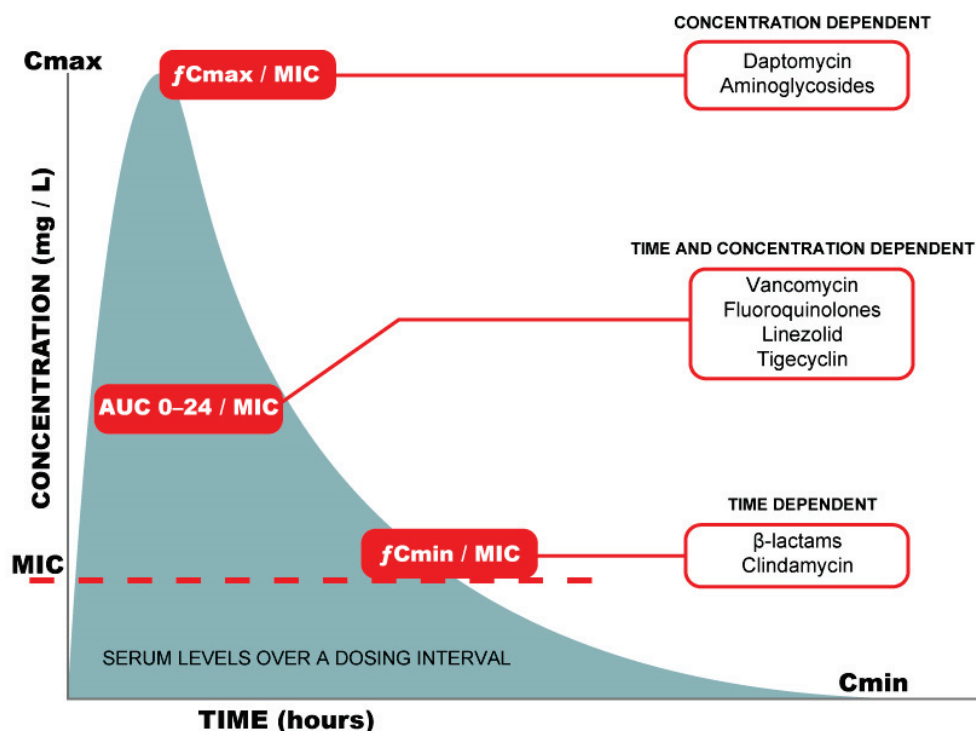 CONCENTRATION DEPENDENT
Cmax
ƒCmax / MIC
Daptomycin
Aminoglycosides
CONCENTRATION (mg / L)
TIME AND CONCENTRATION DEPENDENT
Vancomycin
Fluoroquinolones
Linezolid
Tigecyclin
AUC 0–24 / MIC
TIME DEPENDENT
ƒCmin / MIC
β-lactams
Clindamycin
MIC
SERUM LEVELS OVER A DOSING INTERVAL
Cmin
TIME (hours)